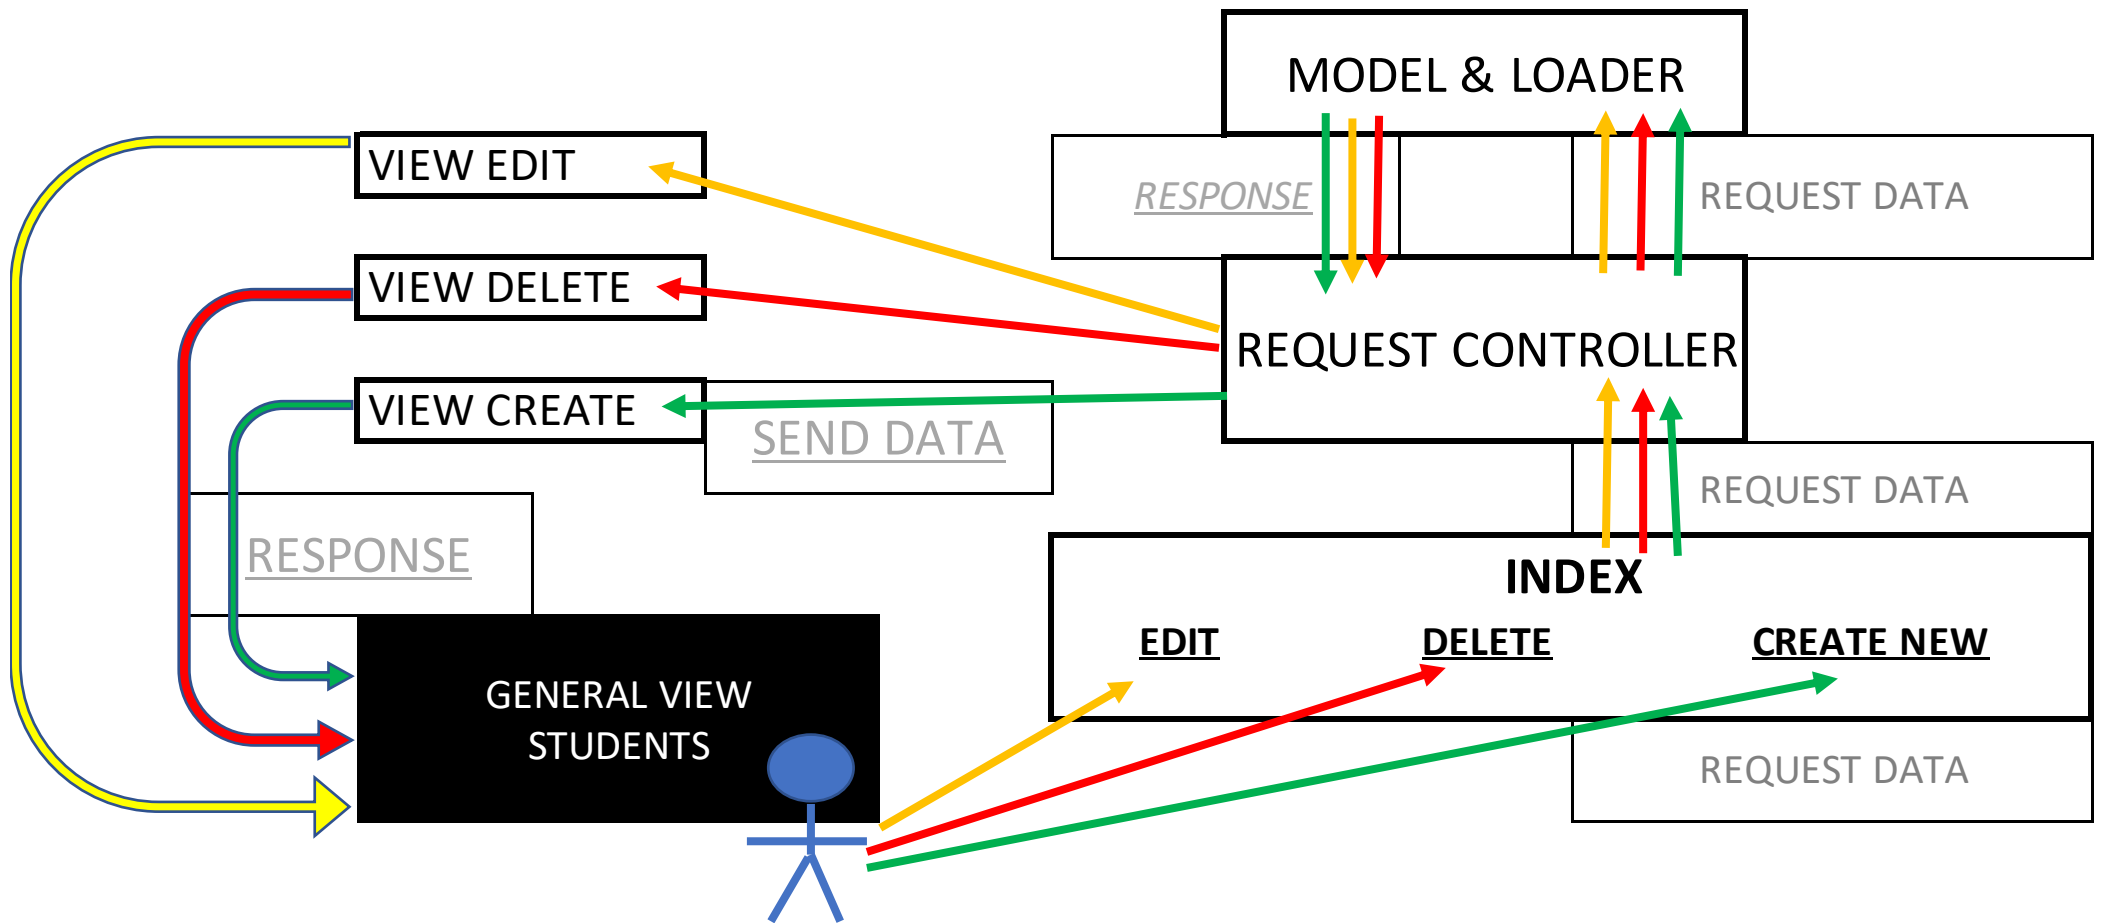 MODEL & LOADER
VIEW EDIT
RESPONSE
REQUEST DATA
VIEW DELETE
REQUEST CONTROLLER
VIEW CREATE
SEND DATA
REQUEST DATA
RESPONSE
INDEX
EDIT DELETE CREATE NEW
GENERAL VIEW
STUDENTS
REQUEST DATA